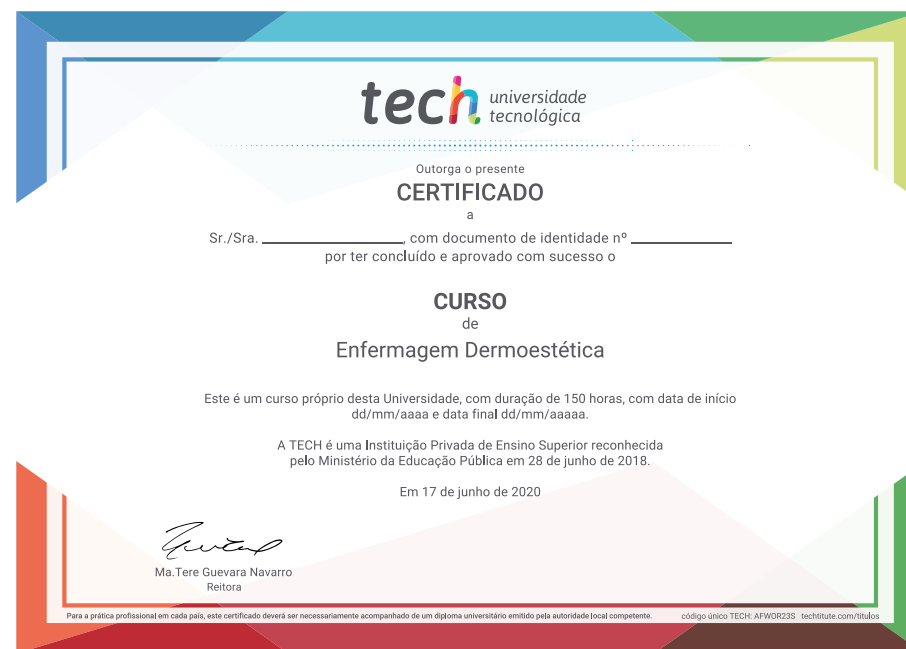 tech universidade
tecnológica
Outorga o presente
CERTIFICADO
a
Sr./Sra. ________________, com documento de identidade nº ____________
por ter concluído e aprovado com sucesso o
CURSO
de
Enfermagem Dermoestética
Este é um curso próprio desta Universidade, com duração de 150 horas, com data de início
dd/mm/aaaa e data final dd/mm/aaaaa.
A TECH é uma Instituição Privada de Ensino Superior reconhecida
pelo Ministério da Educação Pública em 28 de junho de 2018.
Em 17 de junho de 2020
Ma.Tere Guevara Navarro
Reitora
Para a prática profissional em cada país, este certificado deverá ser necessariamente acompanhado de um diploma universitário emitido pela autoridade local competente. código único TECH: AFWOR23S techtitute.com/titulos